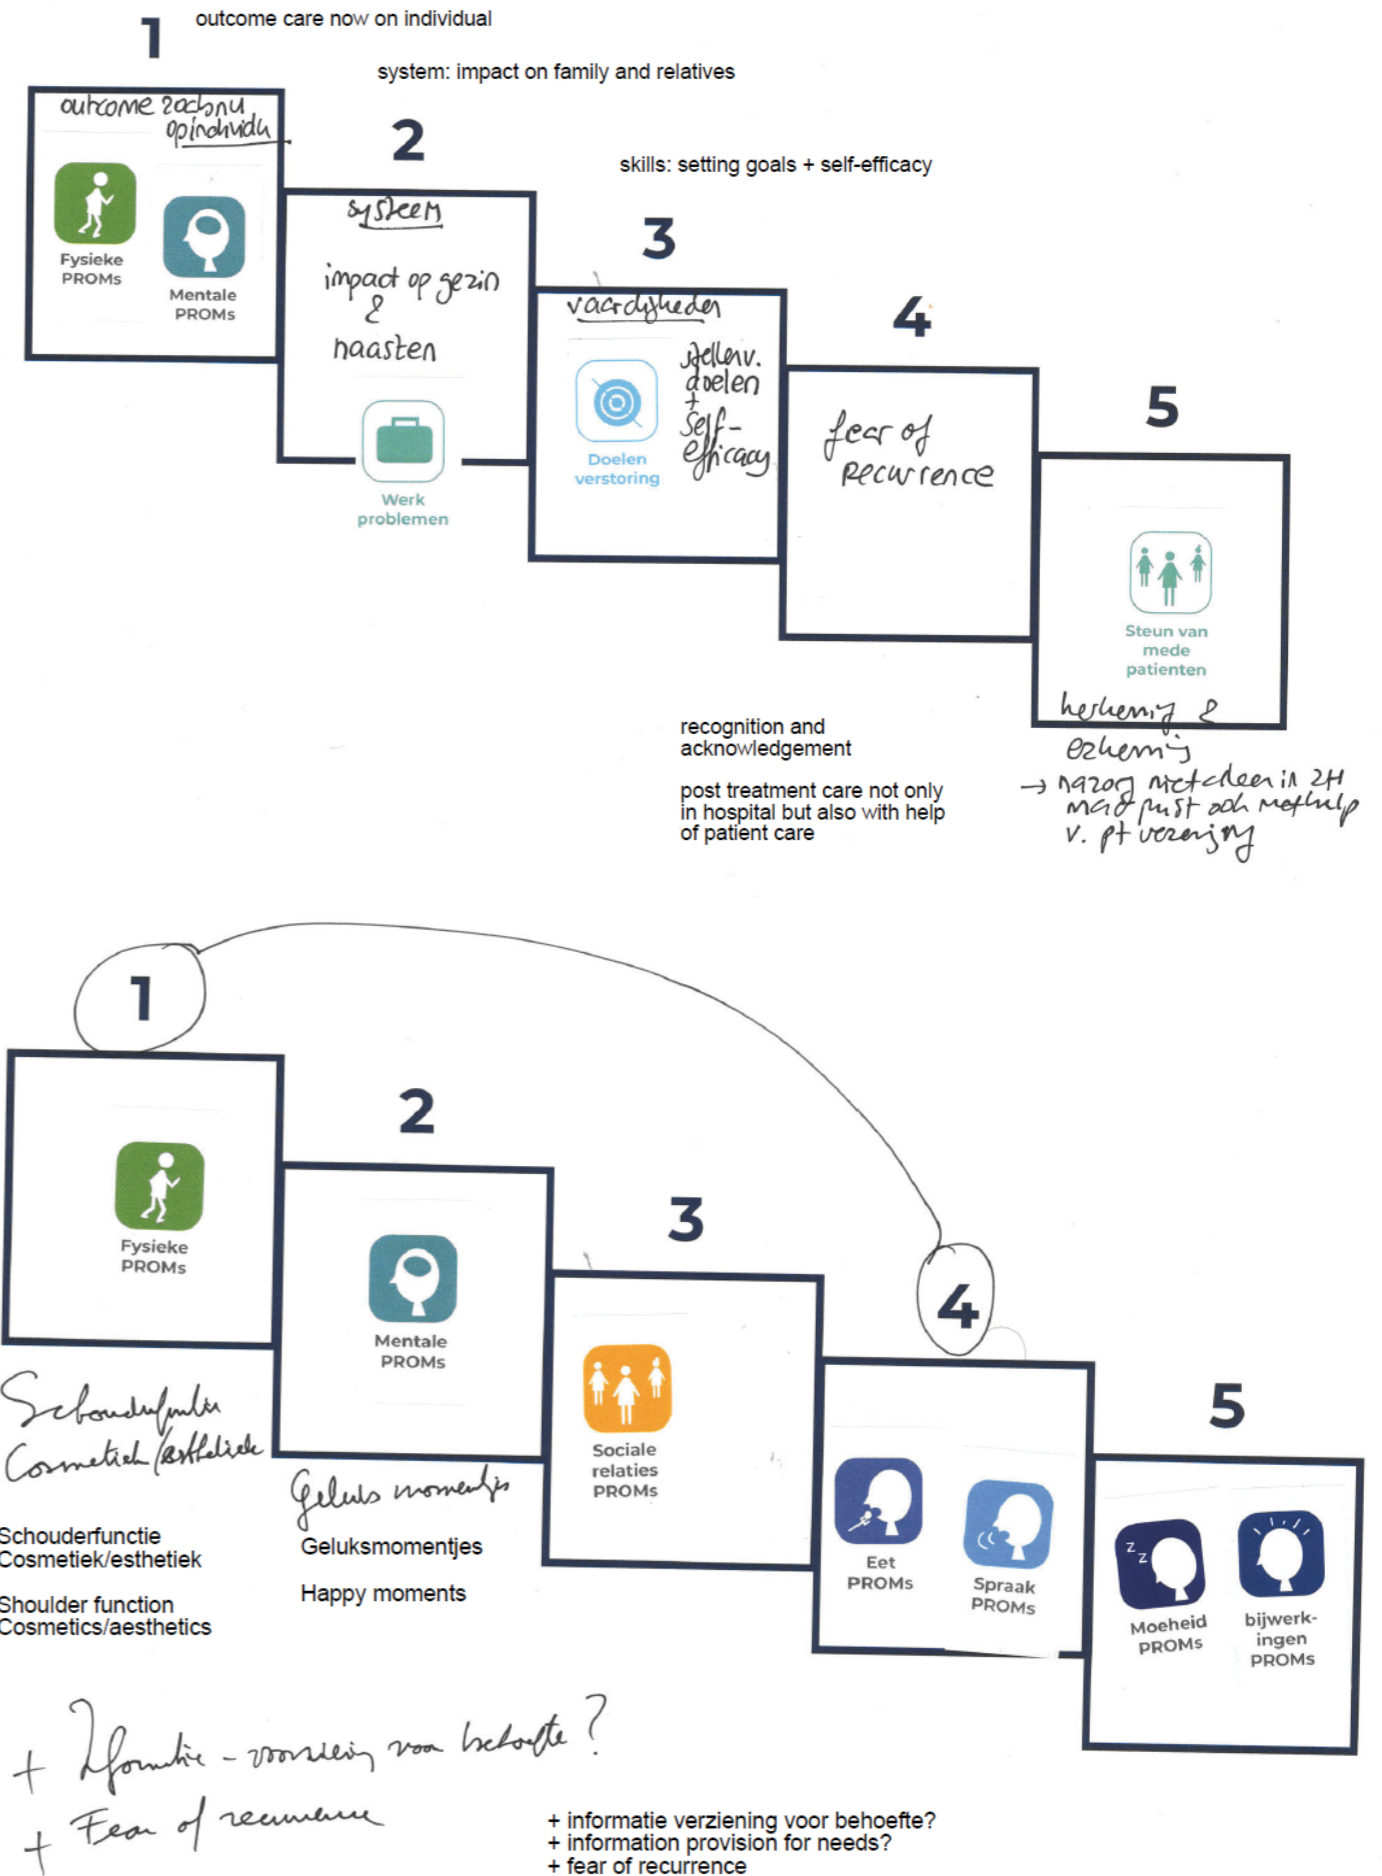 1
outcome care now on individual
system: impact on family and relatives
outcome zorg nu
op individu
2
skills: setting goals + self-efficacy
Fysieke
PROMs
Mentale
PROMs
systeem
impact op gezin
&
naasten
Werk
problemen
3
vaardigheden
stellen v.
doelen
+
self-
efficacy
Doelen
verstoring
4
fear of
recurrence
5
Steun van
mede
patienten
herkennig &
erkennig
→ nazorg niet alleen in ZH
maar juist ook met hulp
v. pt vereniging
recognition and
acknowledgement
post treatment care not only
in hospital but also with help
of patient care
1
Fysieke
PROMs
Schouderfunctie
Cosmetiek/esthetiek
Schouderfunctie
Cosmetiek/esthetiek
Shoulder function
Cosmetics/aesthetics
2
Mentale
PROMs
Geluks momentjes
Geluksmomentjes
Happy moments
3
Sociale
relaties
PROMs
4
Eet
PROMs
Spraak
PROMs
5
Moeheid
PROMs
bijwerk-
ingen
PROMs
+ Informatie - voorziening voor behoefte?
+ Fear of recurrence
+ informatie verziening voor behoefte?
+ information provision for needs?
+ fear of recurrence